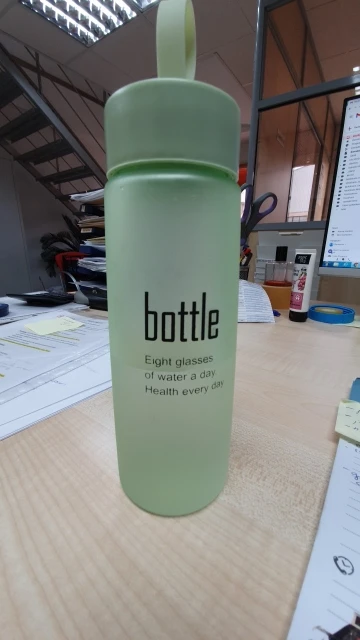 bottle
Eight glasses
of water a day
Health every day